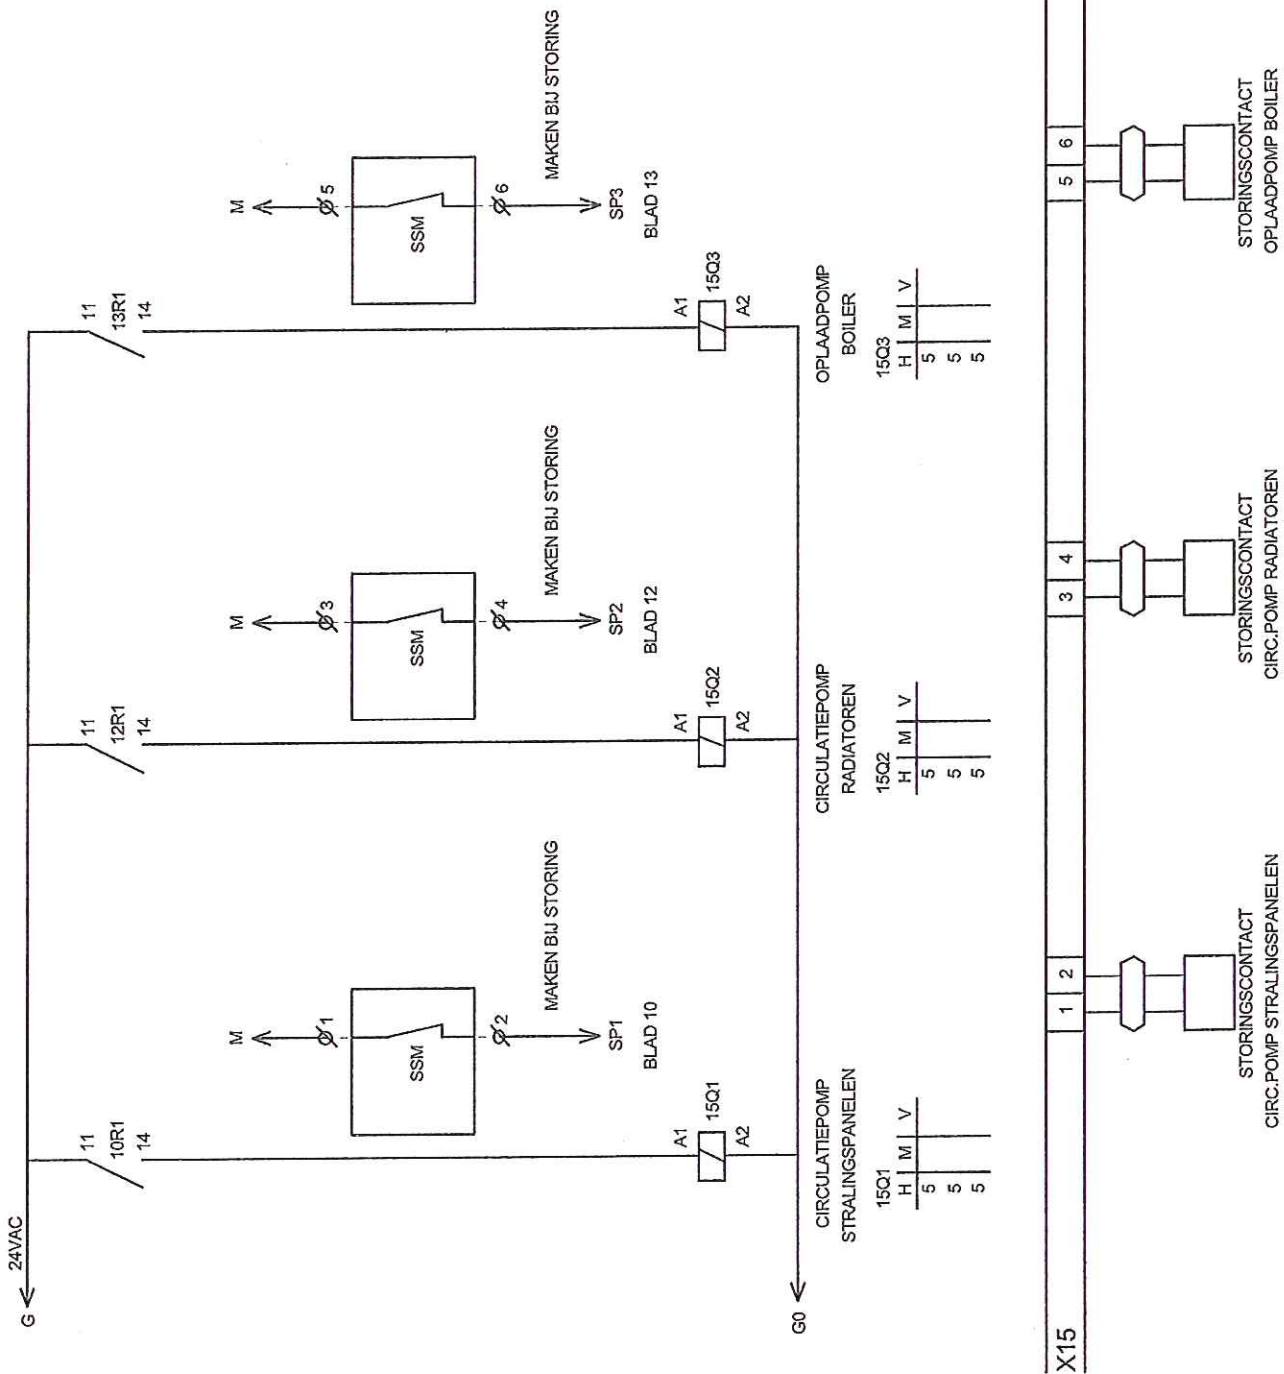 24VAC
G
11
10R1
14
11
12R1
14
11
13R1
14
M
1
SSM
2
MAKEN BIJ STORING
SP1
BLAD 10
M
3
SSM
4
MAKEN BIJ STORING
SP2
BLAD 12
M
5
SSM
6
MAKEN BIJ STORING
SP3
BLAD 13
A1
15Q1
A2
A1
15Q2
A2
A1
15Q3
A2
G0
CIRCULATIEPOMP
STRALINGSPANELEN
CIRCULATIEPOMP
RADIATOREN
OPLAADPOMP
BOILER
15Q1
H M V
5
5
5
15Q2
H M V
5
5
5
15Q3
H M V
5
5
5
X15
1 2
3 4
5 6
STORINGSCONTACT
CIRC.POMP STRALINGSPANELEN
STORINGSCONTACT
CIRC.POMP RADIATOREN
STORINGSCONTACT
OPLAADPOMP BOILER